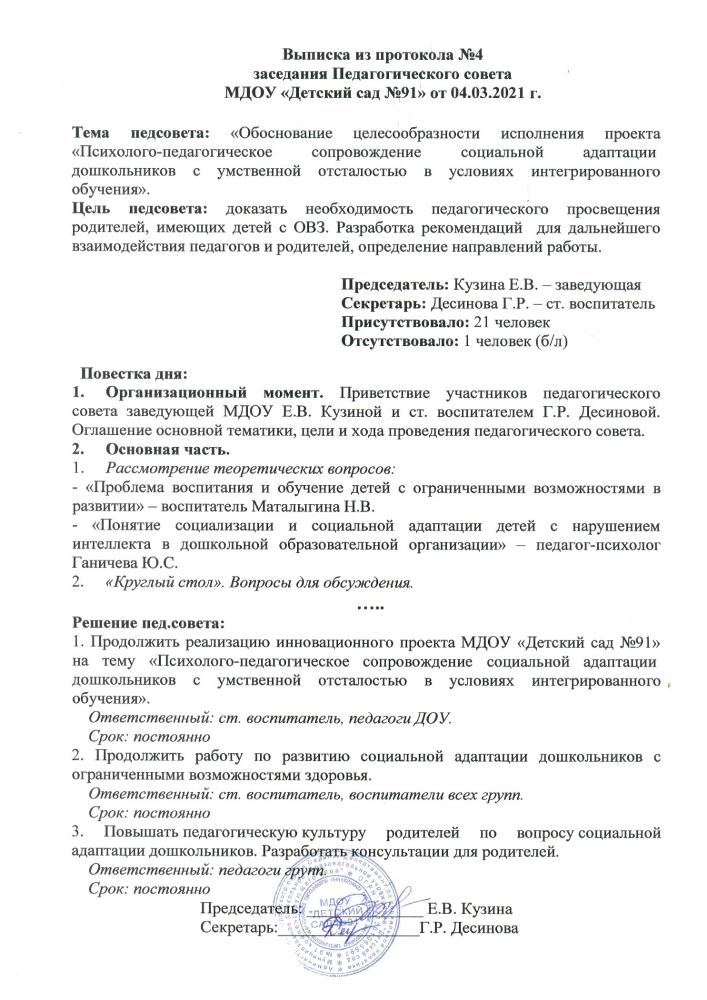 Выписка из протокола №4
заседания Педагогического совета
МДОУ «Детский сад №91» от 04.03.2021 г.
Тема педсовета: «Обоснование целесообразности исполнения проекта
«Психолого-педагогическое сопровождение социальной адаптации
дошкольников с умственной отсталостью в условиях интегрированного
обучения».
Цель педсовета: доказать необходимость педагогического просвещения
родителей, имеющих детей с ОВЗ. Разработка рекомендаций для дальнейшего
взаимодействия педагогов и родителей, определение направлений работы.
Председатель: Кузина Е.В. – заведующая
Секретарь: Десинова Г.Р. – ст. воспитатель
Присутствовало: 21 человек
Отсутствовало: 1 человек (б/л)
Повестка дня:
1. Организационный момент. Приветствие участников педагогического
совета заведующей МДОУ Е.В. Кузиной и ст. воспитателем Г.Р. Десиновой.
Оглашение основной тематики, цели и хода проведения педагогического совета.
2. Основная часть.
1. Рассмотрение теоретических вопросов:
- «Проблема воспитания и обучение детей с ограниченными возможностями в
развитии» – воспитатель Маталыгина Н.В.
- «Понятие социализации и социальной адаптации детей с нарушением
интеллекта в дошкольной образовательной организации» – педагог-психолог
Ганичева Ю.С.
2. «Круглый стол». Вопросы для обсуждения.
…..
Решение пед.совета:
1. Продолжить реализацию инновационного проекта МДОУ «Детский сад №91»
на тему «Психолого-педагогическое сопровождение социальной адаптации
дошкольников с умственной отсталостью в условиях интегрированного
обучения».
Ответственный: ст. воспитатель, педагоги ДОУ.
Срок: постоянно
2. Продолжить работу по развитию социальной адаптации дошкольников с
ограниченными возможностями здоровья.
Ответственный: ст. воспитатель, воспитатели всех групп.
Срок: постоянно
3. Повышать педагогическую культуру родителей по вопросу социальной
адаптации дошкольников. Разработать консультации для родителей.
Ответственный: педагоги групп.
Срок: постоянно
Председатель: Е.В. Кузина
Секретарь: Г.Р. Десинова
МДОУ
"ДЕТСКИЙ
САД №91"